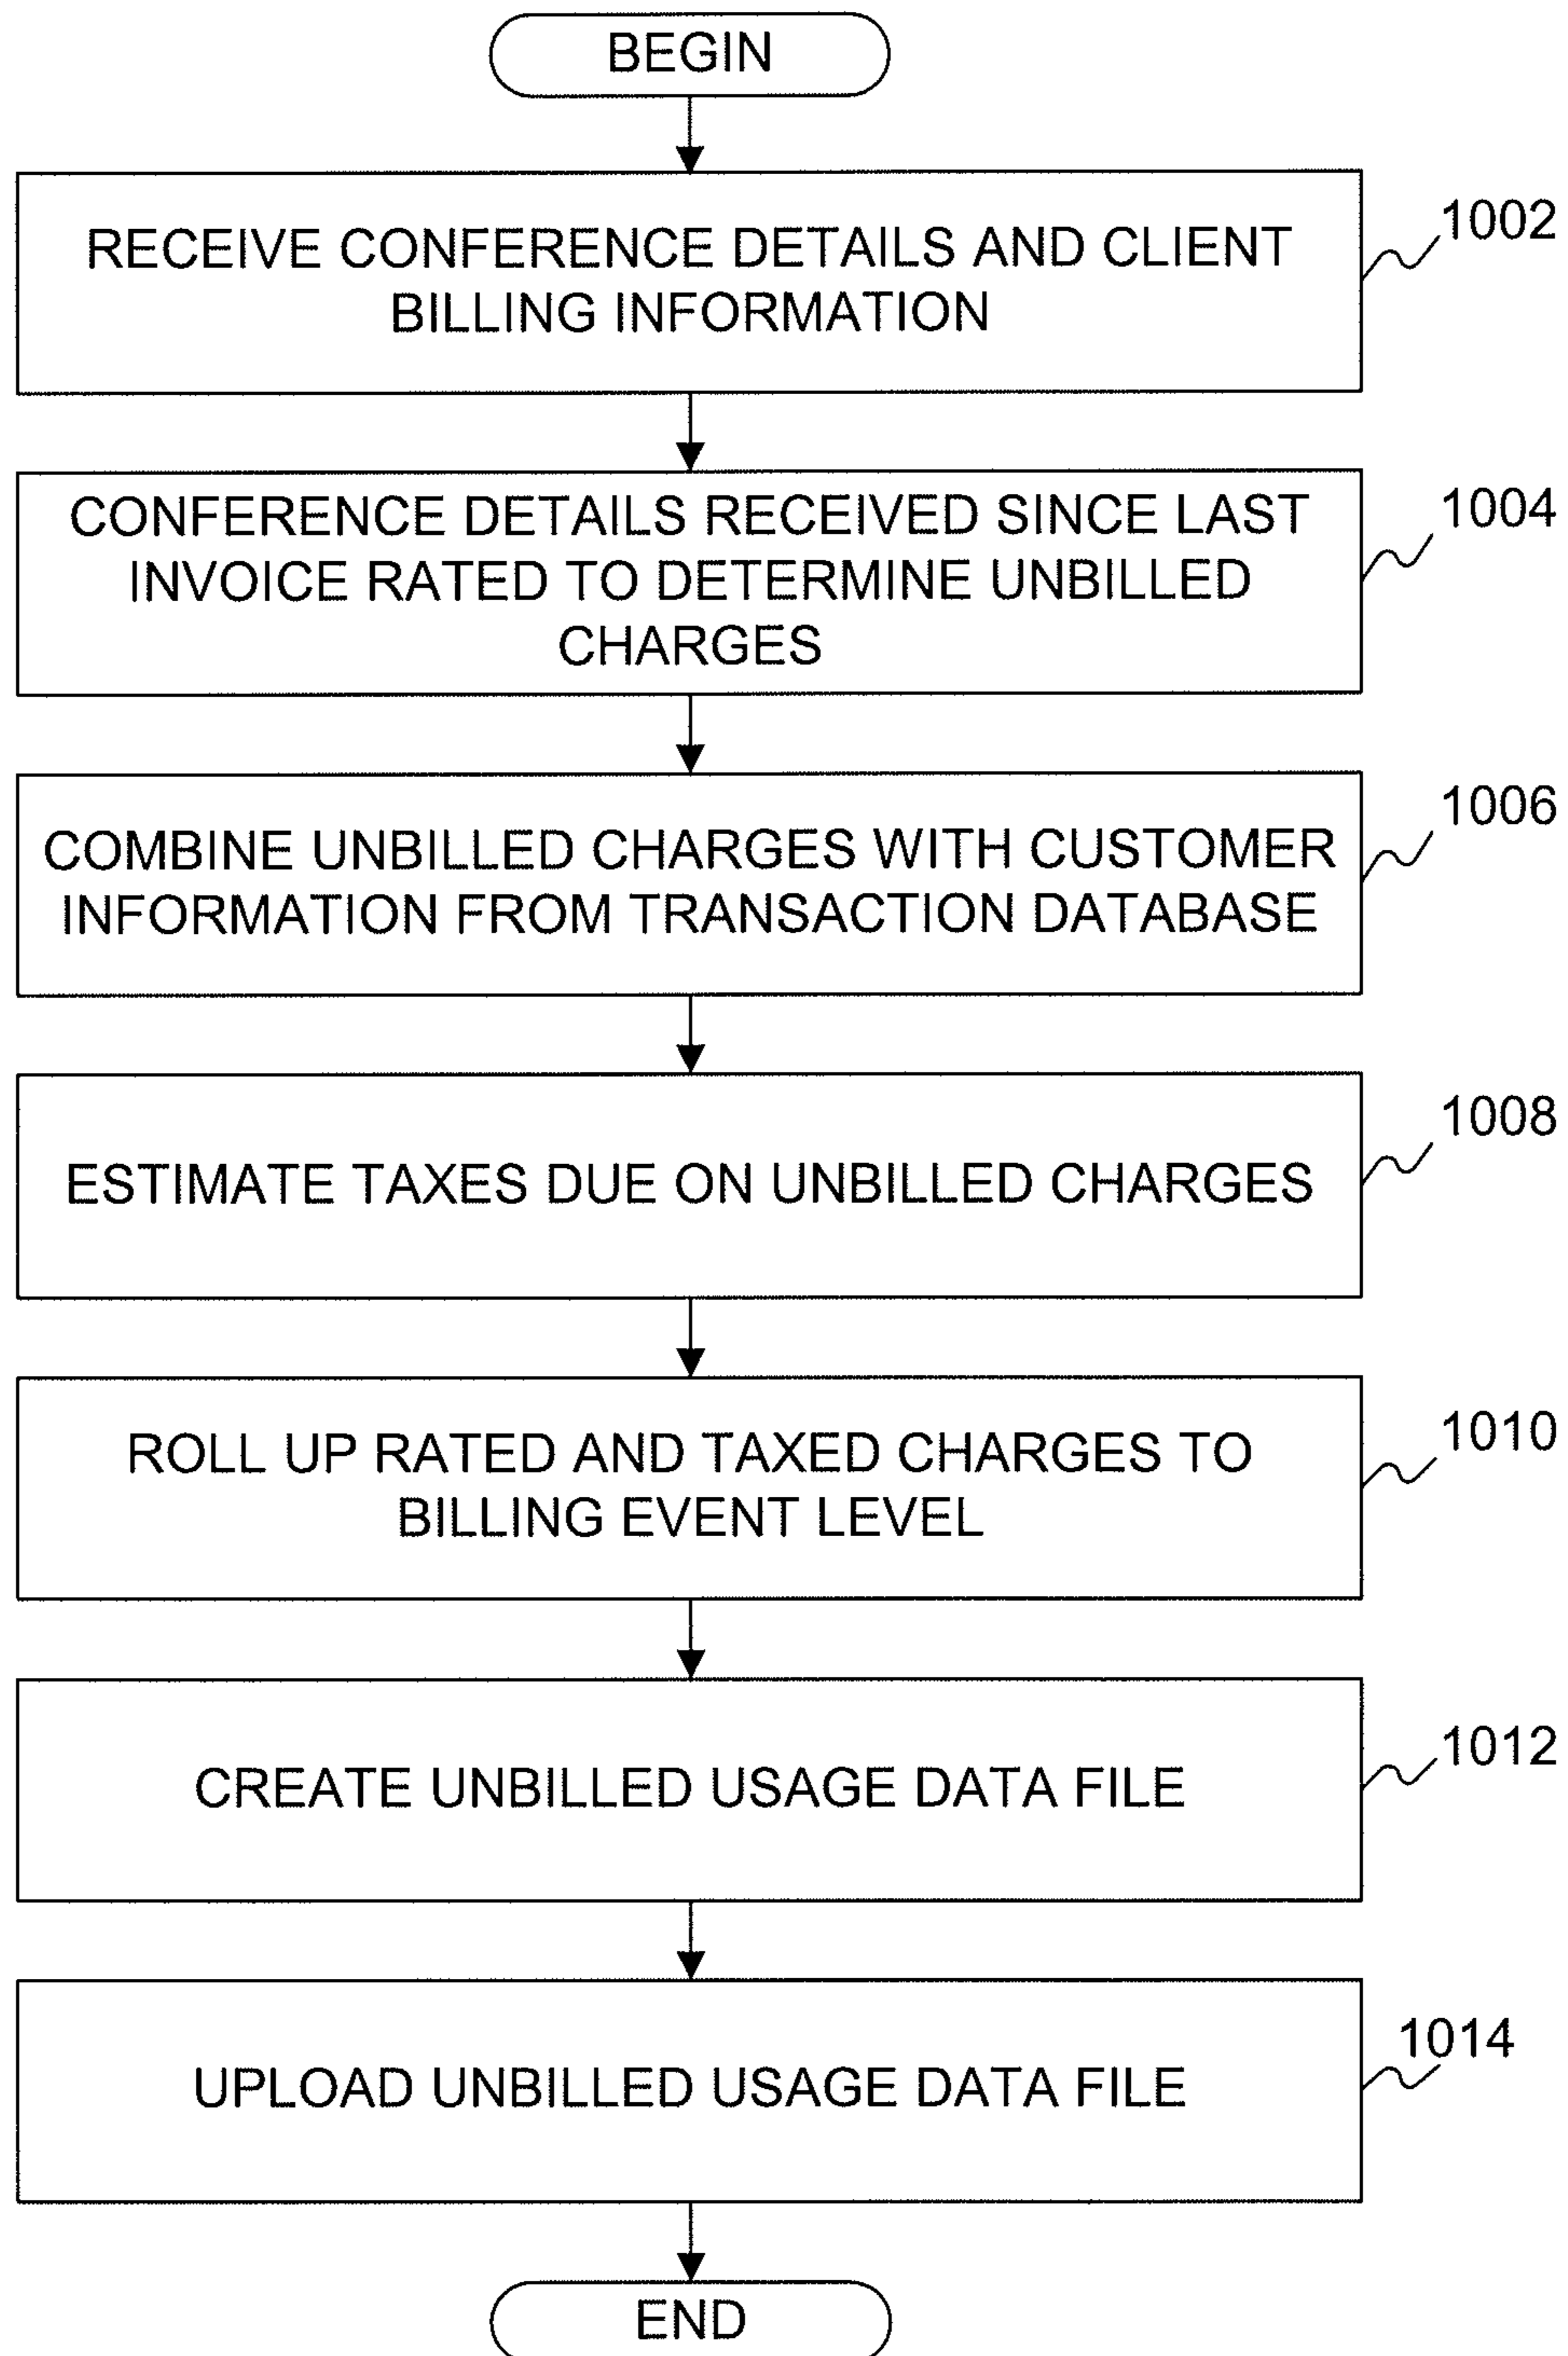 BEGIN
RECEIVE CONFERENCE DETAILS AND CLIENT
BILLING INFORMATION
1002
CONFERENCE DETAILS RECEIVED SINCE LAST
INVOICE RATED TO DETERMINE UNBILLED
CHARGES
1004
COMBINE UNBILLED CHARGES WITH CUSTOMER
INFORMATION FROM TRANSACTION DATABASE
1006
ESTIMATE TAXES DUE ON UNBILLED CHARGES
1008
ROLL UP RATED AND TAXED CHARGES TO
BILLING EVENT LEVEL
1010
CREATE UNBILLED USAGE DATA FILE
1012
UPLOAD UNBILLED USAGE DATA FILE
1014
END